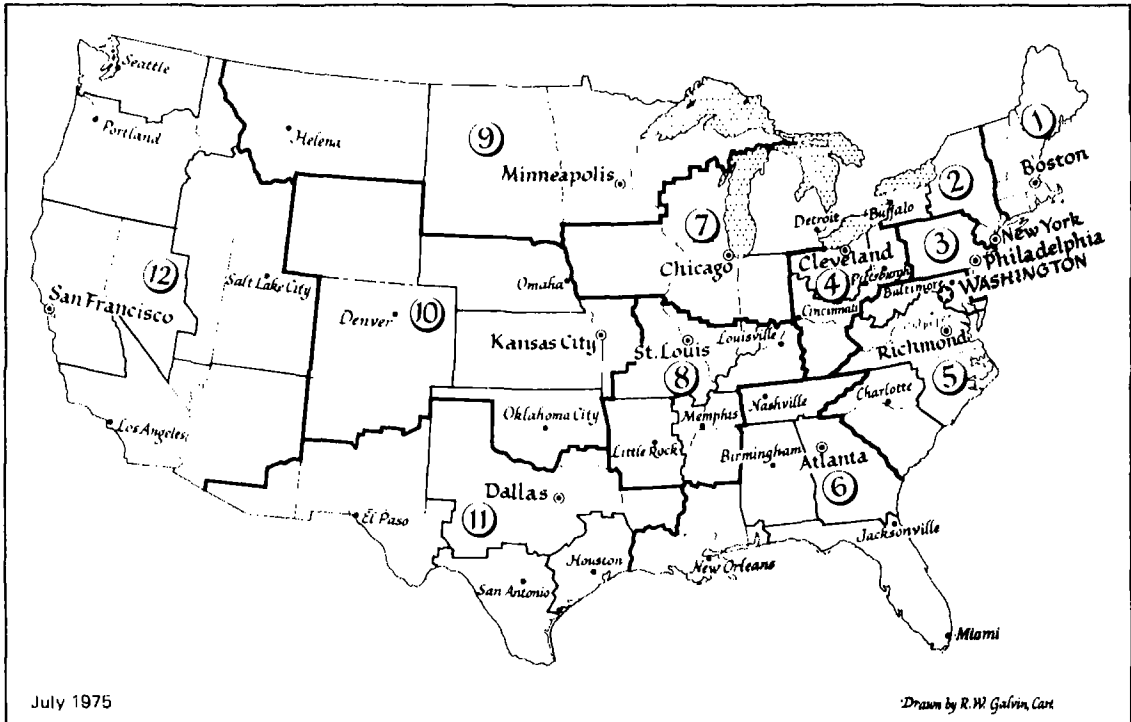 Seattle
Portland
Helena
9
Minneapolis
1
Boston
2
Detroit
Buffalo
New York
7
3
Philadelphia
Cleveland
Chicago
4
Pittsburgh
WASHINGTON
Baltimore
Cincinnati
12
Salt Lake City
Omaha
San Francisco
Denver
10
Kansas City
St. Louis
Louisville
Richmond
8
5
Los Angeles
Oklahoma City
Memphis
Nashville
Charlotte
Little Rock
Birmingham
Atlanta
6
Dallas
11
El Paso
Houston
San Antonio
New Orleans
Jacksonville
Miami
July 1975
Drawn by R.W. Galvin, Cart.